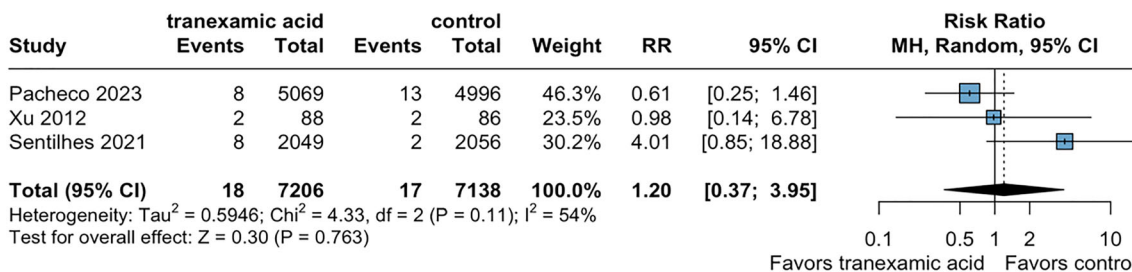 tranexamic acid control Risk Ratio
Study Events Total Events Total Weight RR 95% CI MH, Random, 95% CI
Pacheco 2023 8 5069 13 4996 46.3% 0.61 [0.25; 1.46]
Xu 2012 2 88 2 86 23.5% 0.98 [0.14; 6.78]
Sentilhes 2021 8 2049 2 2056 30.2% 4.01 [0.85; 18.88]
Total (95% CI) 18 7206 17 7138 100.0% 1.20 [0.37; 3.95]
Heterogeneity: Tau² = 0.5946; Chi² = 4.33, df = 2 (P = 0.11); I² = 54%
Test for overall effect: Z = 0.30 (P = 0.763)
0.1 0.5 1 2 10
Favors tranexamic acid Favors contro